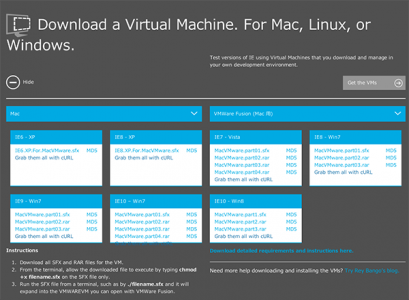 Download a Virtual Machine. For Mac, Linux, or
Windows.
Test versions of IE using Virtual Machines that you download and manage in
your own development environment.
Hide
Get the VMs
Mac
VMWare Fusion (Mac
IE6 - XP
IE6.XP.For.MacVMware.sfx MD5
Grab them all with cURL
IE8 - XP
IE8.XP.For.MacVMware.sfx MD5
Grab them all with cURL
IE7 - Vista
MacVMware.part01.sfx MD5
MacVMware.part02.rar MD5
MacVMware.part03.rar MD5
MacVMware.part04.rar MD5
Grab them all with cURL
IE8 - Win7
MacVMware.part01.sfx MD5
MacVMware.part02.rar MD5
MacVMware.part03.rar MD5
Grab them all with cURL
IE9 - Win7
MacVMware.part01.sfx MD5
MacVMware.part02.rar MD5
MacVMware.part03.rar MD5
Grab them all with cURL
IE10 - Win7
MacVMware.part01.sfx MD5
MacVMware.part02.rar MD5
MacVMware.part03.rar MD5
Grab them all with cURL
IE10 - Win8
MacVMware.part1.sfx MD5
MacVMware.part2.rar MD5
MacVMware.part3.rar MD5
Grab them all with cURL
Instructions
1. Download all SFX and RAR files for the VM.
2. From the terminal, allow the downloaded file to execute by typing chmod
+x filename.sfx on the SFX file only.
3. Run the SFX file from a terminal, such as by ./filename.sfx and it will
expand into the VMWAREVM you can open with VMWare Fusion.
Download detailed requirements and instructions here.
Need more help downloading and installing the VMs? Try Rey Bango's blog.